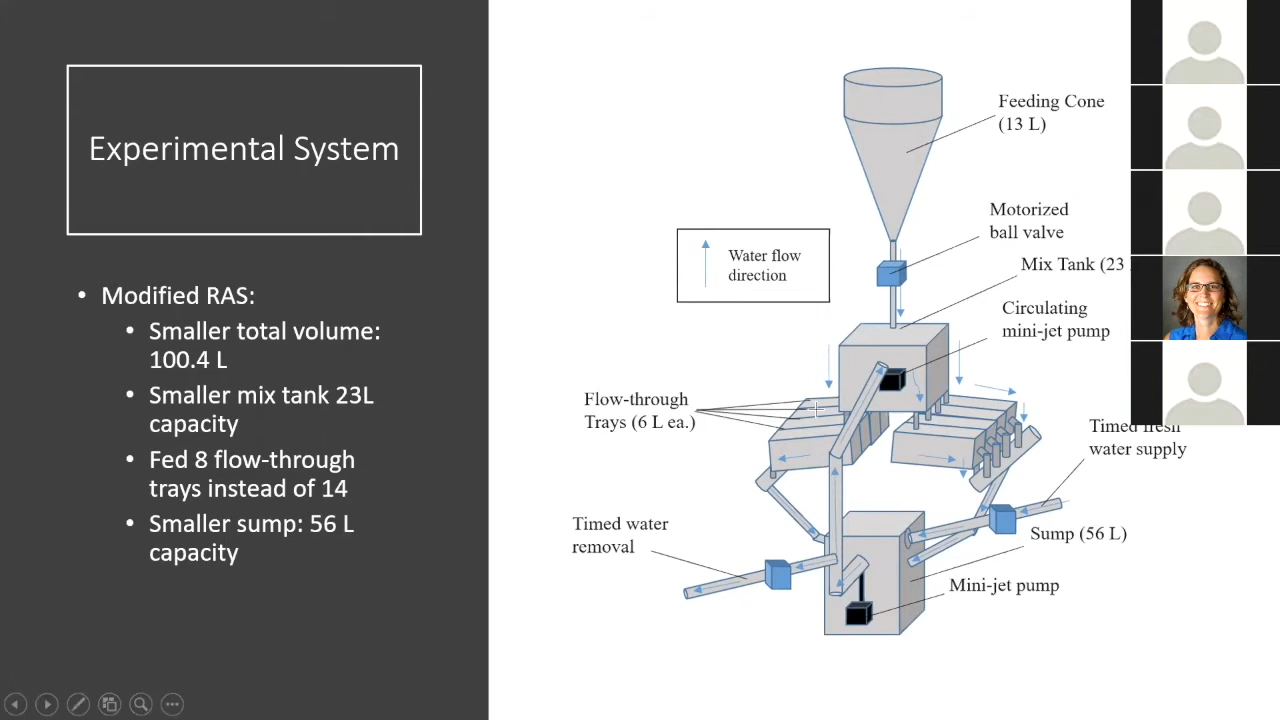 Experimental System
• Modified RAS:
• Smaller total volume:
100.4 L
• Smaller mix tank 23L
capacity
• Fed 8 flow-through
trays instead of 14
• Smaller sump: 56 L
capacity
Feeding Cone
(13 L)
Motorized
ball valve
Water flow
direction
Mix Tank (23
Circulating
mini-jet pump
Flow-through
Trays (6 L ea.)
Timed fresh
water supply
Timed water
removal
Sump (56 L)
Mini-jet pump